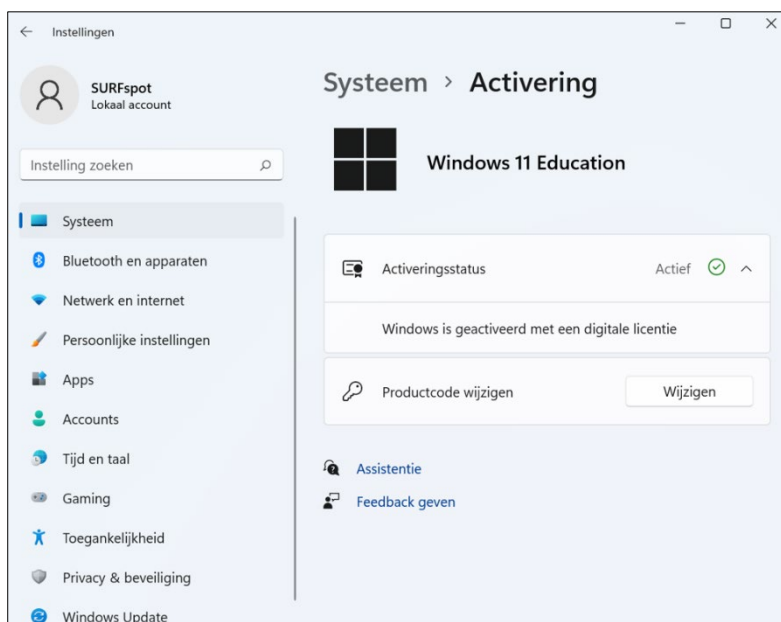 Instellingen
SURFspot
Lokaal account
Instelling zoeken
Systeem
Bluetooth en apparaten
Netwerk en internet
Persoonlijke instellingen
Apps
Accounts
Tijd en taal
Gaming
Toegankelijkheid
Privacy & beveiliging
Windows Update
Systeem > Activering
Windows 11 Education
Activeringsstatus Actief
Windows is geactiveerd met een digitale licentie
Productcode wijzigen Wijzigen
Assistentie
Feedback geven